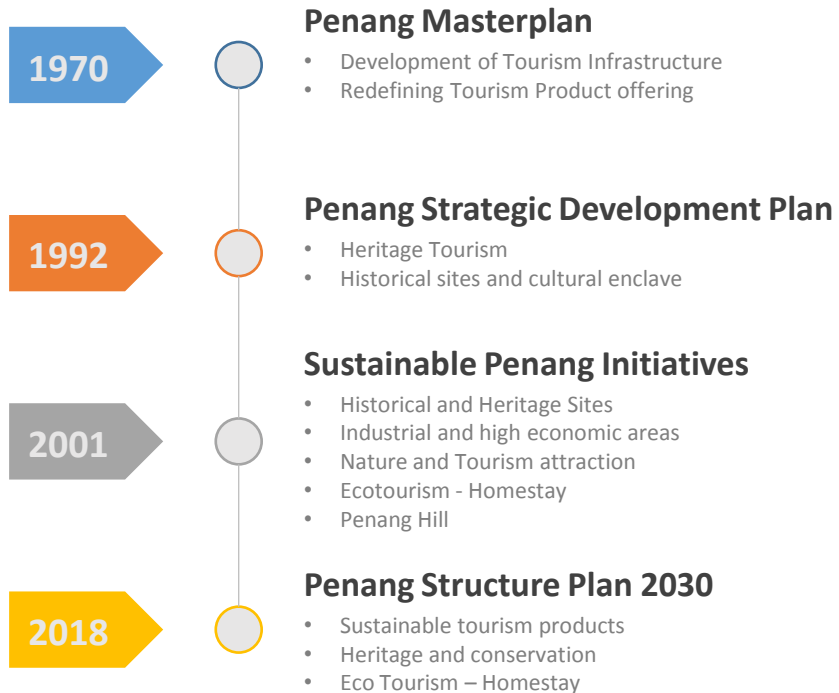 Penang Masterplan
1970
• Development of Tourism Infrastructure
• Redefining Tourism Product offering
Penang Strategic Development Plan
1992
• Heritage Tourism
• Historical sites and cultural enclave
Sustainable Penang Initiatives
2001
• Historical and Heritage Sites
• Industrial and high economic areas
• Nature and Tourism attraction
• Ecotourism - Homestay
• Penang Hill
Penang Structure Plan 2030
2018
• Sustainable tourism products
• Heritage and conservation
• Eco Tourism – Homestay